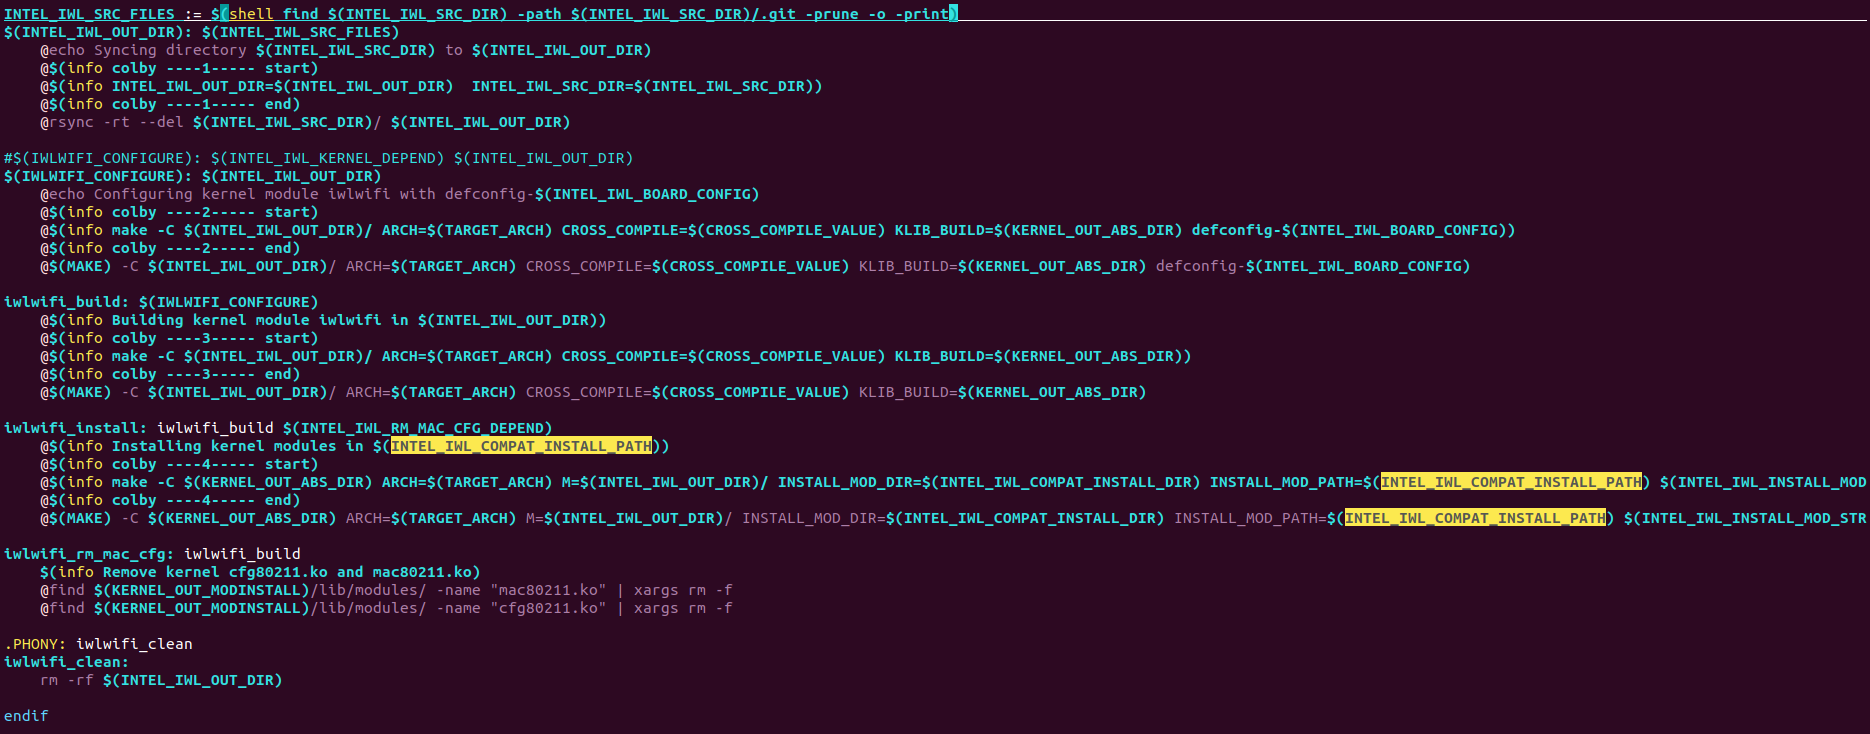 INTEL_IWL_SRC_FILES := $(shell find $(INTEL_IWL_SRC_DIR) -path $(INTEL_IWL_SRC_DIR)/.git -prune -o -print)
$(INTEL_IWL_OUT_DIR): $(INTEL_IWL_SRC_FILES)
    @echo Syncing directory $(INTEL_IWL_SRC_DIR) to $(INTEL_IWL_OUT_DIR)
    @$(info colby ----1----- start)
    @$(info INTEL_IWL_OUT_DIR=$(INTEL_IWL_OUT_DIR)  INTEL_IWL_SRC_DIR=$(INTEL_IWL_SRC_DIR))
    @$(info colby ----1----- end)
    @rsync -rt --del $(INTEL_IWL_SRC_DIR)/ $(INTEL_IWL_OUT_DIR)

#$(IWLWIFI_CONFIGURE): $(INTEL_IWL_KERNEL_DEPEND) $(INTEL_IWL_OUT_DIR)
$(IWLWIFI_CONFIGURE): $(INTEL_IWL_OUT_DIR)
    @echo Configuring kernel module iwlwifi with defconfig-$(INTEL_IWL_BOARD_CONFIG)
    @$(info colby ----2----- start)
    @$(info make -C $(INTEL_IWL_OUT_DIR)/ ARCH=$(TARGET_ARCH) CROSS_COMPILE=$(CROSS_COMPILE_VALUE) KLIB_BUILD=$(KERNEL_OUT_ABS_DIR) defconfig-$(INTEL_IWL_BOARD_CONFIG))
    @$(info colby ----2----- end)
    @$(MAKE) -C $(INTEL_IWL_OUT_DIR)/ ARCH=$(TARGET_ARCH) CROSS_COMPILE=$(CROSS_COMPILE_VALUE) KLIB_BUILD=$(KERNEL_OUT_ABS_DIR) defconfig-$(INTEL_IWL_BOARD_CONFIG)

iwlwifi_build: $(IWLWIFI_CONFIGURE)
    @$(info Building kernel module iwlwifi in $(INTEL_IWL_OUT_DIR))
    @$(info colby ----3----- start)
    @$(info make -C $(INTEL_IWL_OUT_DIR)/ ARCH=$(TARGET_ARCH) CROSS_COMPILE=$(CROSS_COMPILE_VALUE) KLIB_BUILD=$(KERNEL_OUT_ABS_DIR))
    @$(info colby ----3----- end)
    @$(MAKE) -C $(INTEL_IWL_OUT_DIR)/ ARCH=$(TARGET_ARCH) CROSS_COMPILE=$(CROSS_COMPILE_VALUE) KLIB_BUILD=$(KERNEL_OUT_ABS_DIR)

iwlwifi_install: iwlwifi_build $(INTEL_IWL_RM_MAC_CFG_DEPEND)
    @$(info Installing kernel modules in $(INTEL_IWL_COMPAT_INSTALL_PATH))
    @$(info colby ----4----- start)
    @$(info make -C $(KERNEL_OUT_ABS_DIR) ARCH=$(TARGET_ARCH) M=$(INTEL_IWL_OUT_DIR)/ INSTALL_MOD_DIR=$(INTEL_IWL_COMPAT_INSTALL_DIR) INSTALL_MOD_PATH=$(INTEL_IWL_COMPAT_INSTALL_PATH) $(INTEL_IWL_INSTALL_MOD
    @$(info colby ----4----- end)
    @$(MAKE) -C $(KERNEL_OUT_ABS_DIR) ARCH=$(TARGET_ARCH) M=$(INTEL_IWL_OUT_DIR)/ INSTALL_MOD_DIR=$(INTEL_IWL_COMPAT_INSTALL_DIR) INSTALL_MOD_PATH=$(INTEL_IWL_COMPAT_INSTALL_PATH) $(INTEL_IWL_INSTALL_MOD_STR

iwlwifi_rm_mac_cfg: iwlwifi_build
    $(info Remove kernel cfg80211.ko and mac80211.ko)
    @find $(KERNEL_OUT_MODINSTALL)/lib/modules/ -name "mac80211.ko" | xargs rm -f
    @find $(KERNEL_OUT_MODINSTALL)/lib/modules/ -name "cfg80211.ko" | xargs rm -f

.PHONY: iwlwifi_clean
iwlwifi_clean:
    rm -rf $(INTEL_IWL_OUT_DIR)

endif